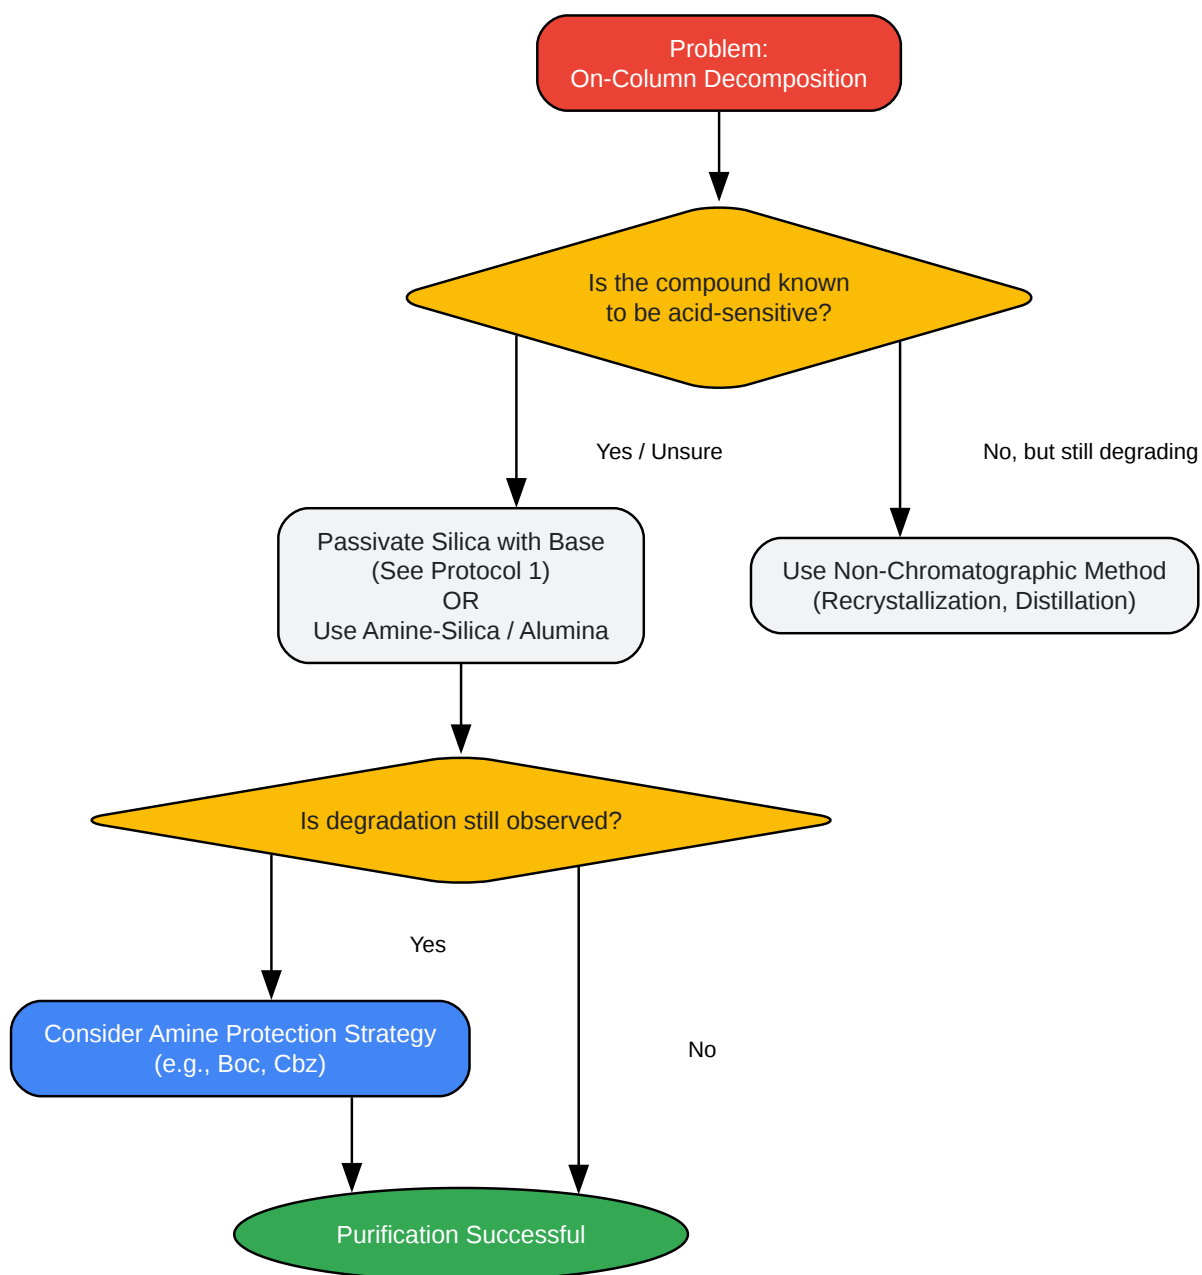 Problem:
On-Column Decomposition
Is the compound known
to be acid-sensitive?
Yes / Unsure
No, but still degrading
Passivate Silica with Base
(See Protocol 1)
OR
Use Amine-Silica / Alumina
Use Non-Chromatographic Method
(Recrystallization, Distillation)
Is degradation still observed?
Yes
Consider Amine Protection Strategy
(e.g., Boc, Cbz)
No
Purification Successful